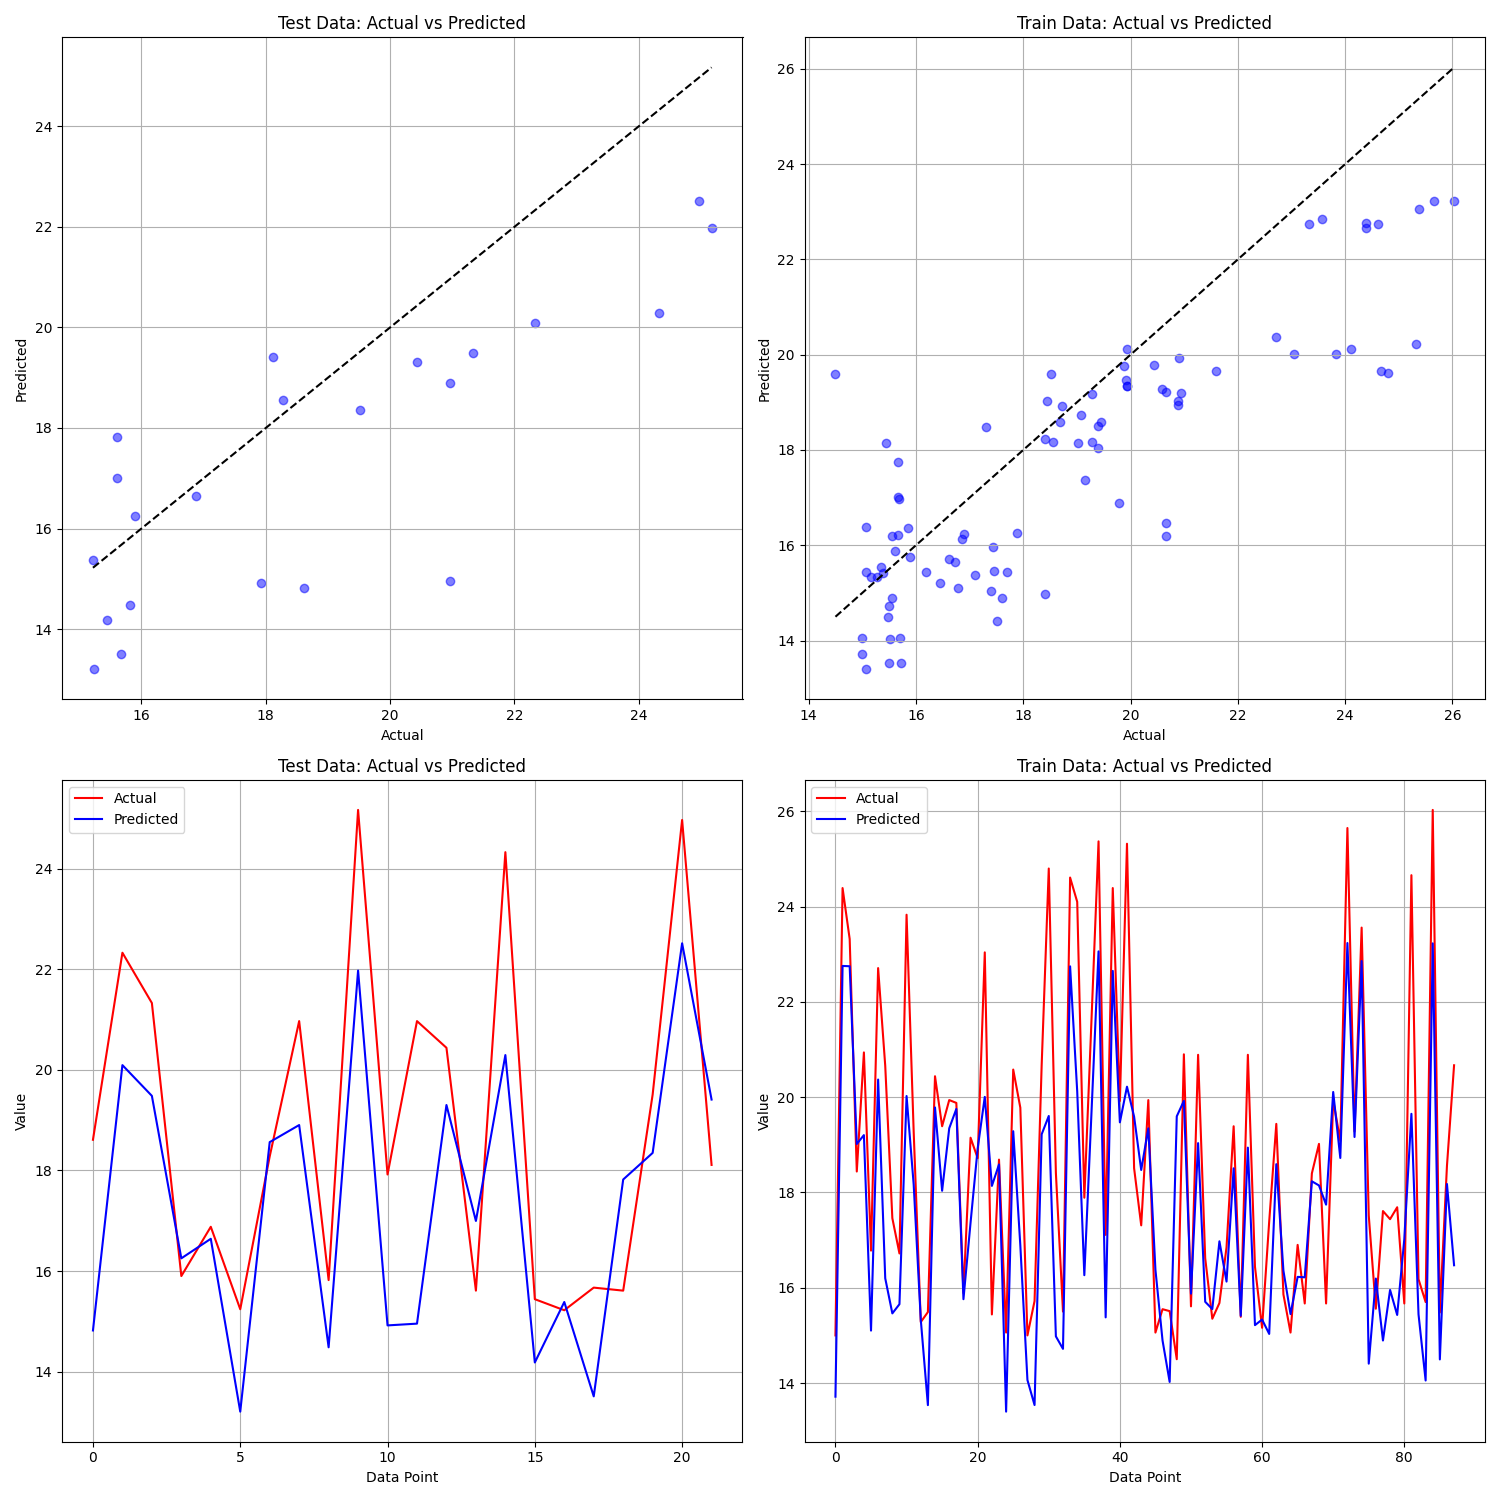 Test Data: Actual vs Predicted
Predicted
24
22
20
18
16
14
16 18 20 22 24
Actual
Train Data: Actual vs Predicted
Predicted
26
24
22
20
18
16
14
14 16 18 20 22 24 26
Actual
Test Data: Actual vs Predicted
Actual
Predicted
Value
24
22
20
18
16
14
0 5 10 15 20
Data Point
Train Data: Actual vs Predicted
Actual
Predicted
Value
26
24
22
20
18
16
14
0 20 40 60 80
Data Point